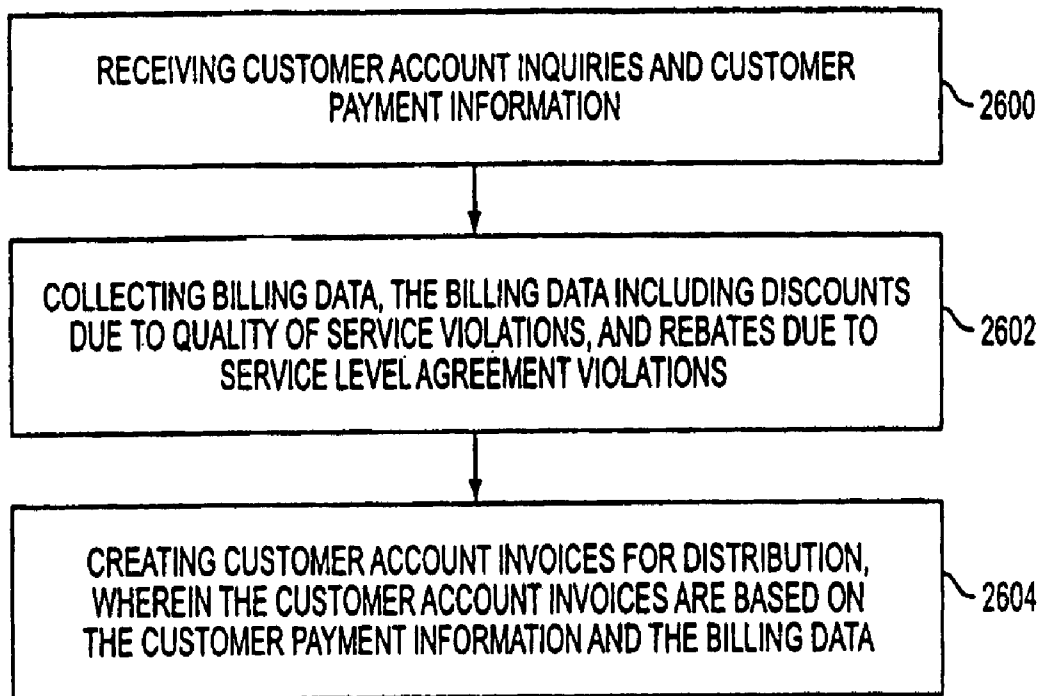 RECEIVING CUSTOMER ACCOUNT INQUIRIES AND CUSTOMER
PAYMENT INFORMATION
2600
COLLECTING BILLING DATA, THE BILLING DATA INCLUDING DISCOUNTS
DUE TO QUALITY OF SERVICE VIOLATIONS, AND REBATES DUE TO
SERVICE LEVEL AGREEMENT VIOLATIONS
2602
CREATING CUSTOMER ACCOUNT INVOICES FOR DISTRIBUTION,
WHEREIN THE CUSTOMER ACCOUNT INVOICES ARE BASED ON
THE CUSTOMER PAYMENT INFORMATION AND THE BILLING DATA
2604